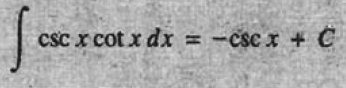 ∫ csc x cot x dx = -csc x + C